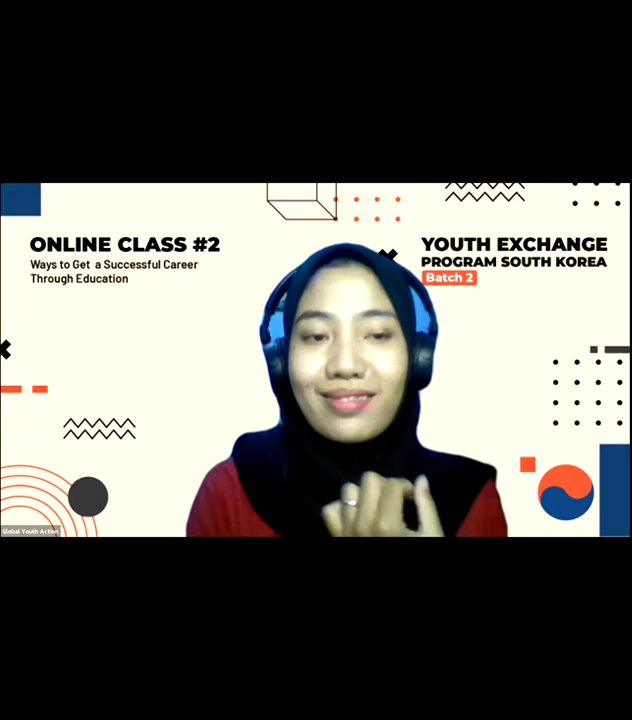 ONLINE CLASS #2
Ways to Get a Successful Career
Through Education
YOUTH EXCHANGE
PROGRAM SOUTH KOREA
Batch 2
Global Youth Action